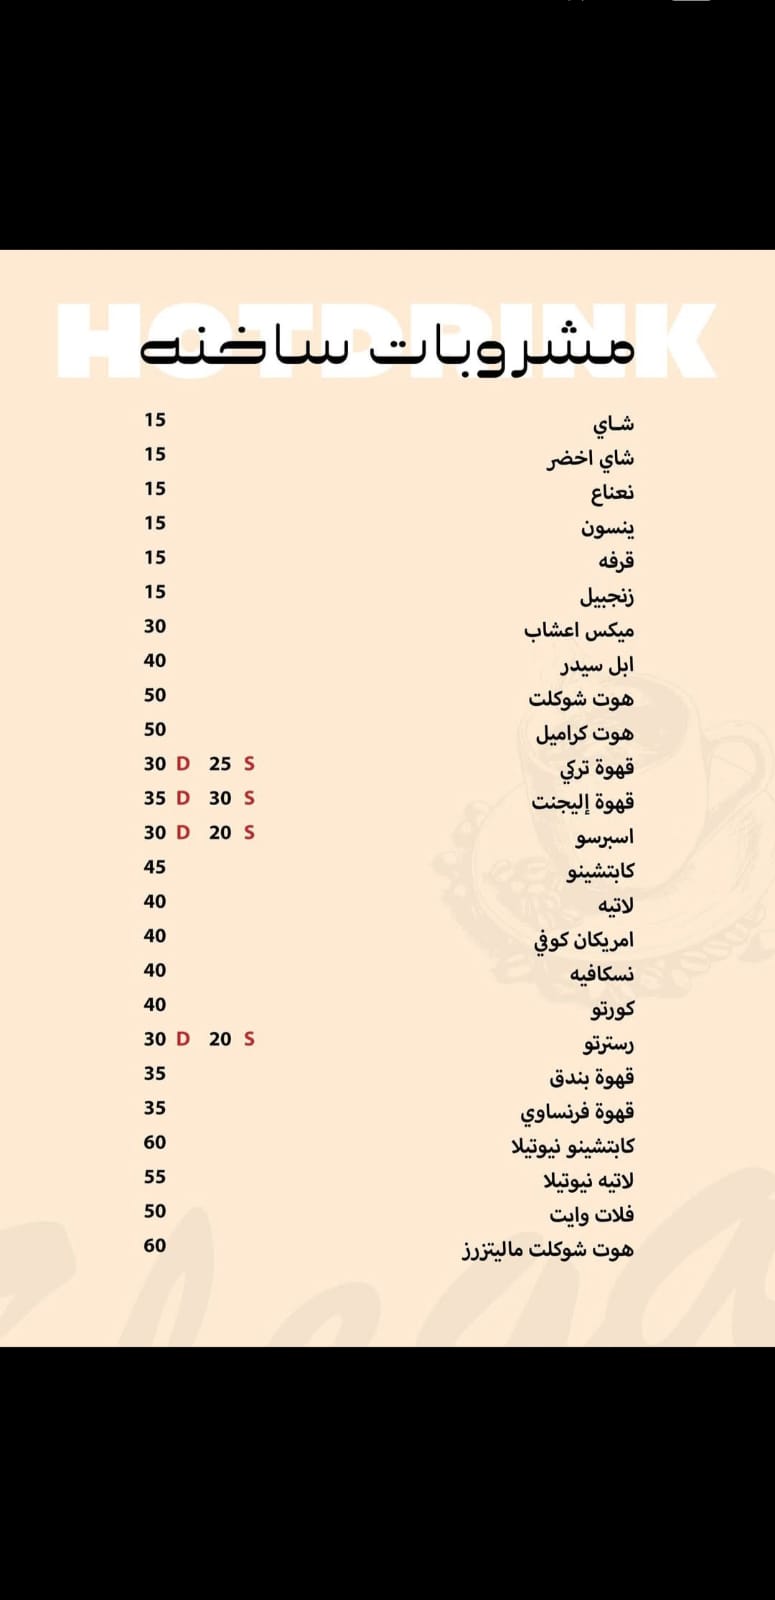 HOTDRINK
مشروبات ساخنه
شاي 15
شاي اخضر 15
نعناع 15
ينسون 15
قرفه 15
زنجبيل 15
ميكس اعشاب 30
ابل سيدر 40
هوت شوكلت 50
هوت كراميل 50
قهوة تركي S 25 D 30
قهوة إليجنت S 30 D 35
اسبرسو S 20 D 30
كابتشينو 45
لاتيه 40
امريكان كوفي 40
نسكافيه 40
كورتو 40
رسترتو S 20 D 30
قهوة بندق 35
قهوة فرنساوي 35
كابتشينو نيوتيلا 60
لاتيه نيوتيلا 55
فلات وايت 50
هوت شوكلت ماليتزرز 60